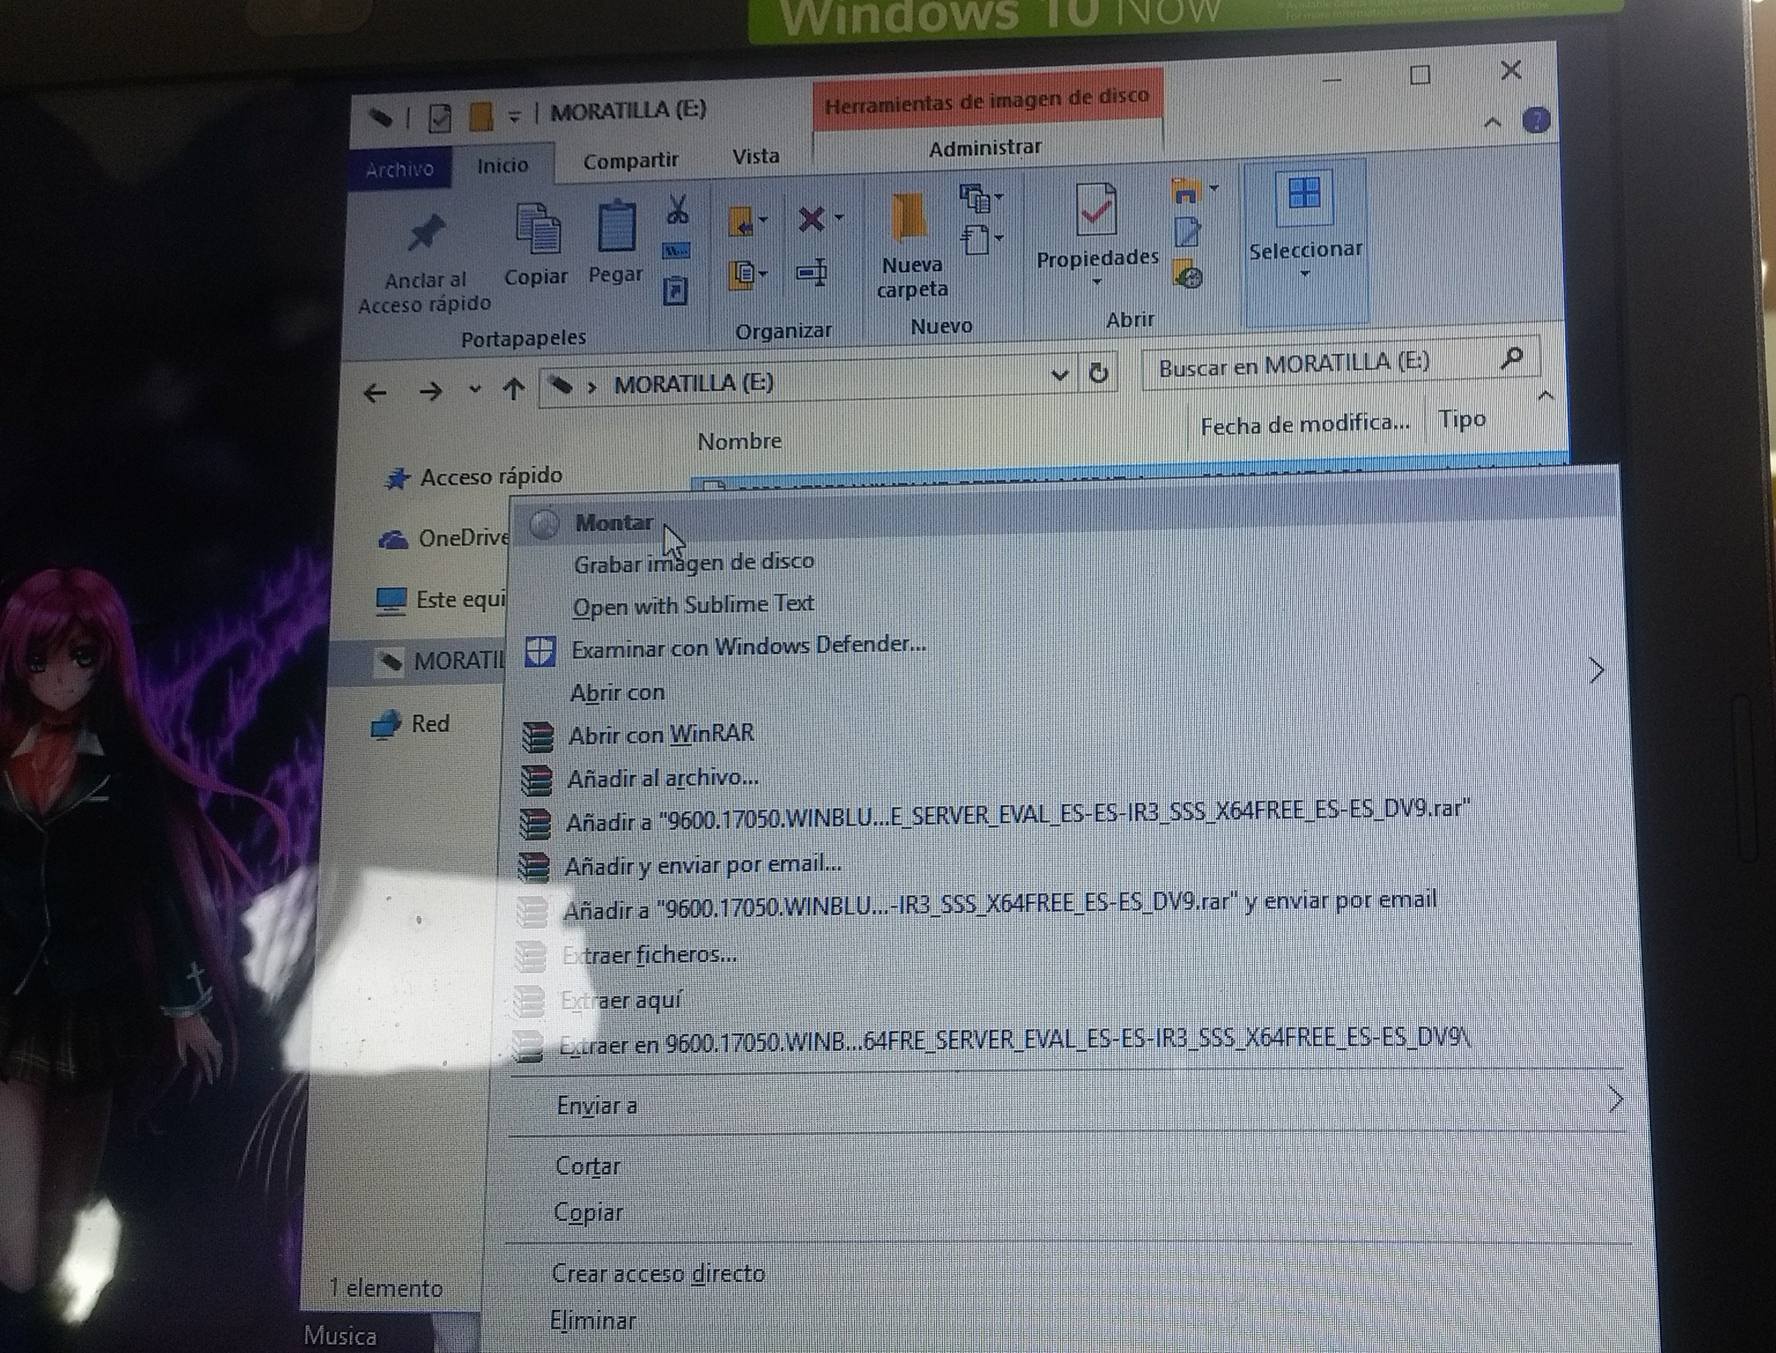 Windows 10 Now
MORATILLA (E:)
Herramientas de imagen de disco
Archivo
Inicio
Compartir
Vista
Administrar
Anclar al
Acceso rápido
Copiar
Pegar
Portapapeles
Organizar
Nueva
carpeta
Nuevo
Propiedades
Abrir
Seleccionar
MORATILLA (E:)
Buscar en MORATILLA (E:)
Nombre
Fecha de modifica...
Tipo
Acceso rápido
OneDrive
Este equi
MORATIL
Red
Montar
Grabar imagen de disco
Open with Sublime Text
Examinar con Windows Defender...
Abrir con
Abrir con WinRAR
Añadir al archivo...
Añadir a "9600.17050.WINBLU...E_SERVER_EVAL_ES-ES-IR3_SSS_X64FREE_ES-ES_DV9.rar"
Añadir y enviar por email...
Añadir a "9600.17050.WINBLU...-IR3_SSS_X64FREE_ES-ES_DV9.rar" y enviar por email
Extraer ficheros...
Extraer aquí
Extraer en 9600.17050.WINB...64FRE_SERVER_EVAL_ES-ES-IR3_SSS_X64FREE_ES-ES_DV9\
Enviar a
Cortar
Copiar
Crear acceso directo
Eliminar
1 elemento
Musica